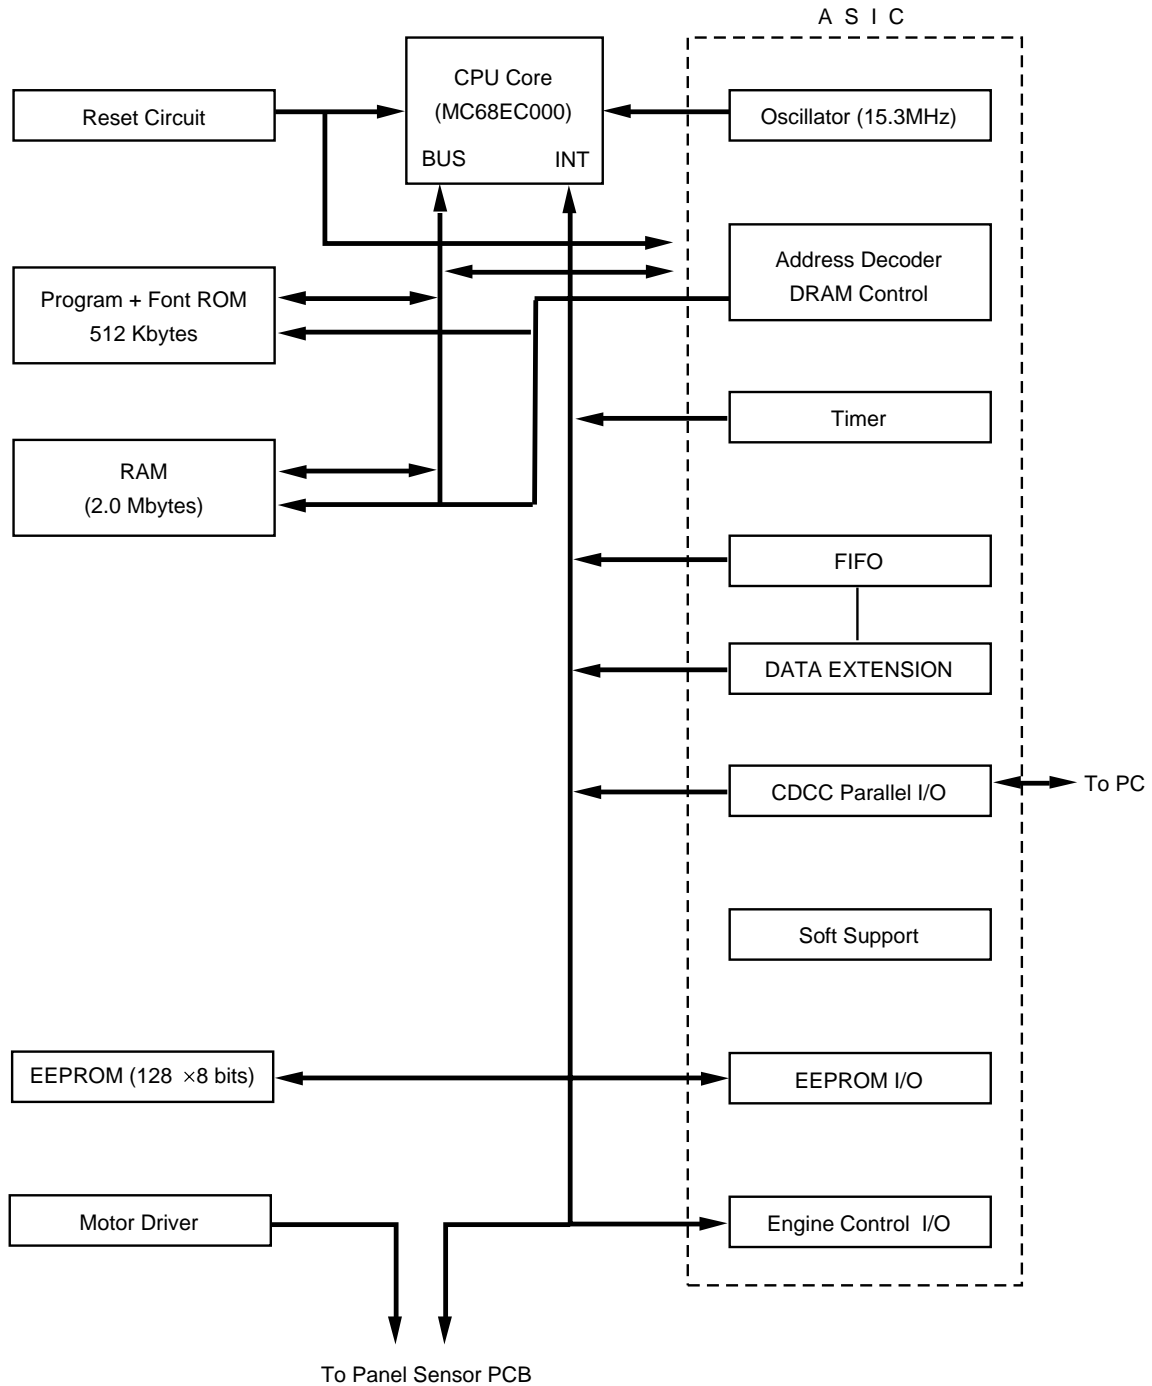 A S I C
CPU Core
(MC68EC000)
BUS
INT
Reset Circuit
Oscillator (15.3MHz)
Address Decoder
DRAM Control
Program + Font ROM
512 Kbytes
Timer
RAM
(2.0 Mbytes)
FIFO
DATA EXTENSION
CDCC Parallel I/O
To PC
Soft Support
EEPROM (128 ×8 bits)
EEPROM I/O
Motor Driver
Engine Control I/O
To Panel Sensor PCB